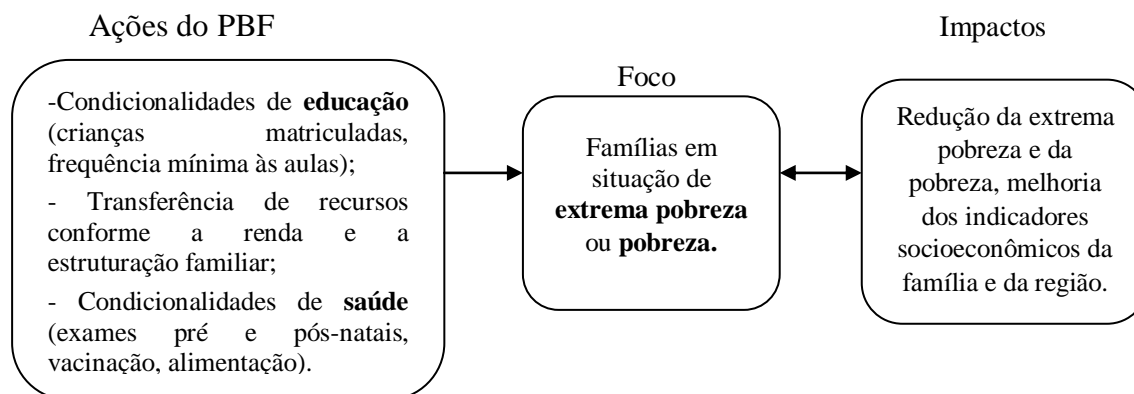 Ações do PBF
-Condicionalidades de educação
(crianças matriculadas,
frequência mínima às aulas);
- Transferência de recursos
conforme a renda e a
estruturação familiar;
- Condicionalidades de saúde
(exames pré e pós-natais,
vacinação, alimentação).
Foco
Famílias em
situação de
extrema pobreza
ou pobreza.
Impactos
Redução da extrema
pobreza e da
pobreza, melhoria
dos indicadores
socioeconômicos da
família e da região.